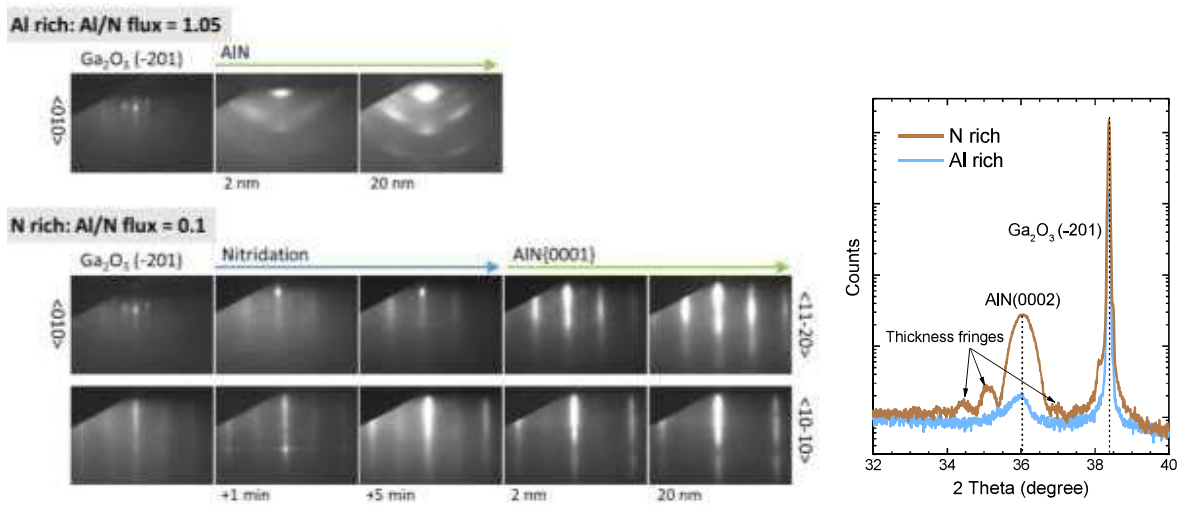 Al rich: Al/N flux = 1.05
Ga₂O₃ (-201)
AlN
<010>
2 nm
20 nm
N rich: Al/N flux = 0.1
Ga₂O₃ (-201)
Nitridation
AlN{0001}
<010>
<11-20>
<10-10>
+1 min
+5 min
2 nm
20 nm
N rich
Al rich
Ga₂O₃ (-201)
AlN(0002)
Thickness fringes
Counts
32
34
36
38
40
2 Theta (degree)